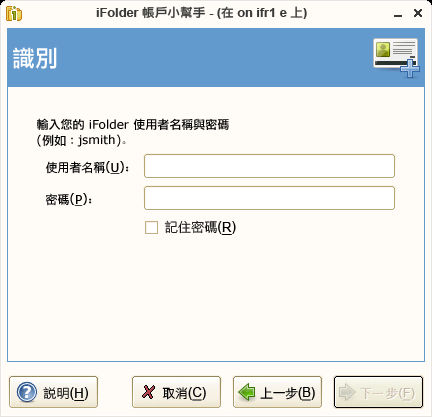 iFolder 帳戶小幫手 - (在 on ifr1 e 上)
識別
輸入您的 iFolder 使用者名稱與密碼
(例如：jsmith)。
使用者名稱(U)：
密碼(P)：
記住密碼(R)
説明(H)
取消(C)
上一步(B)
下一步(F)